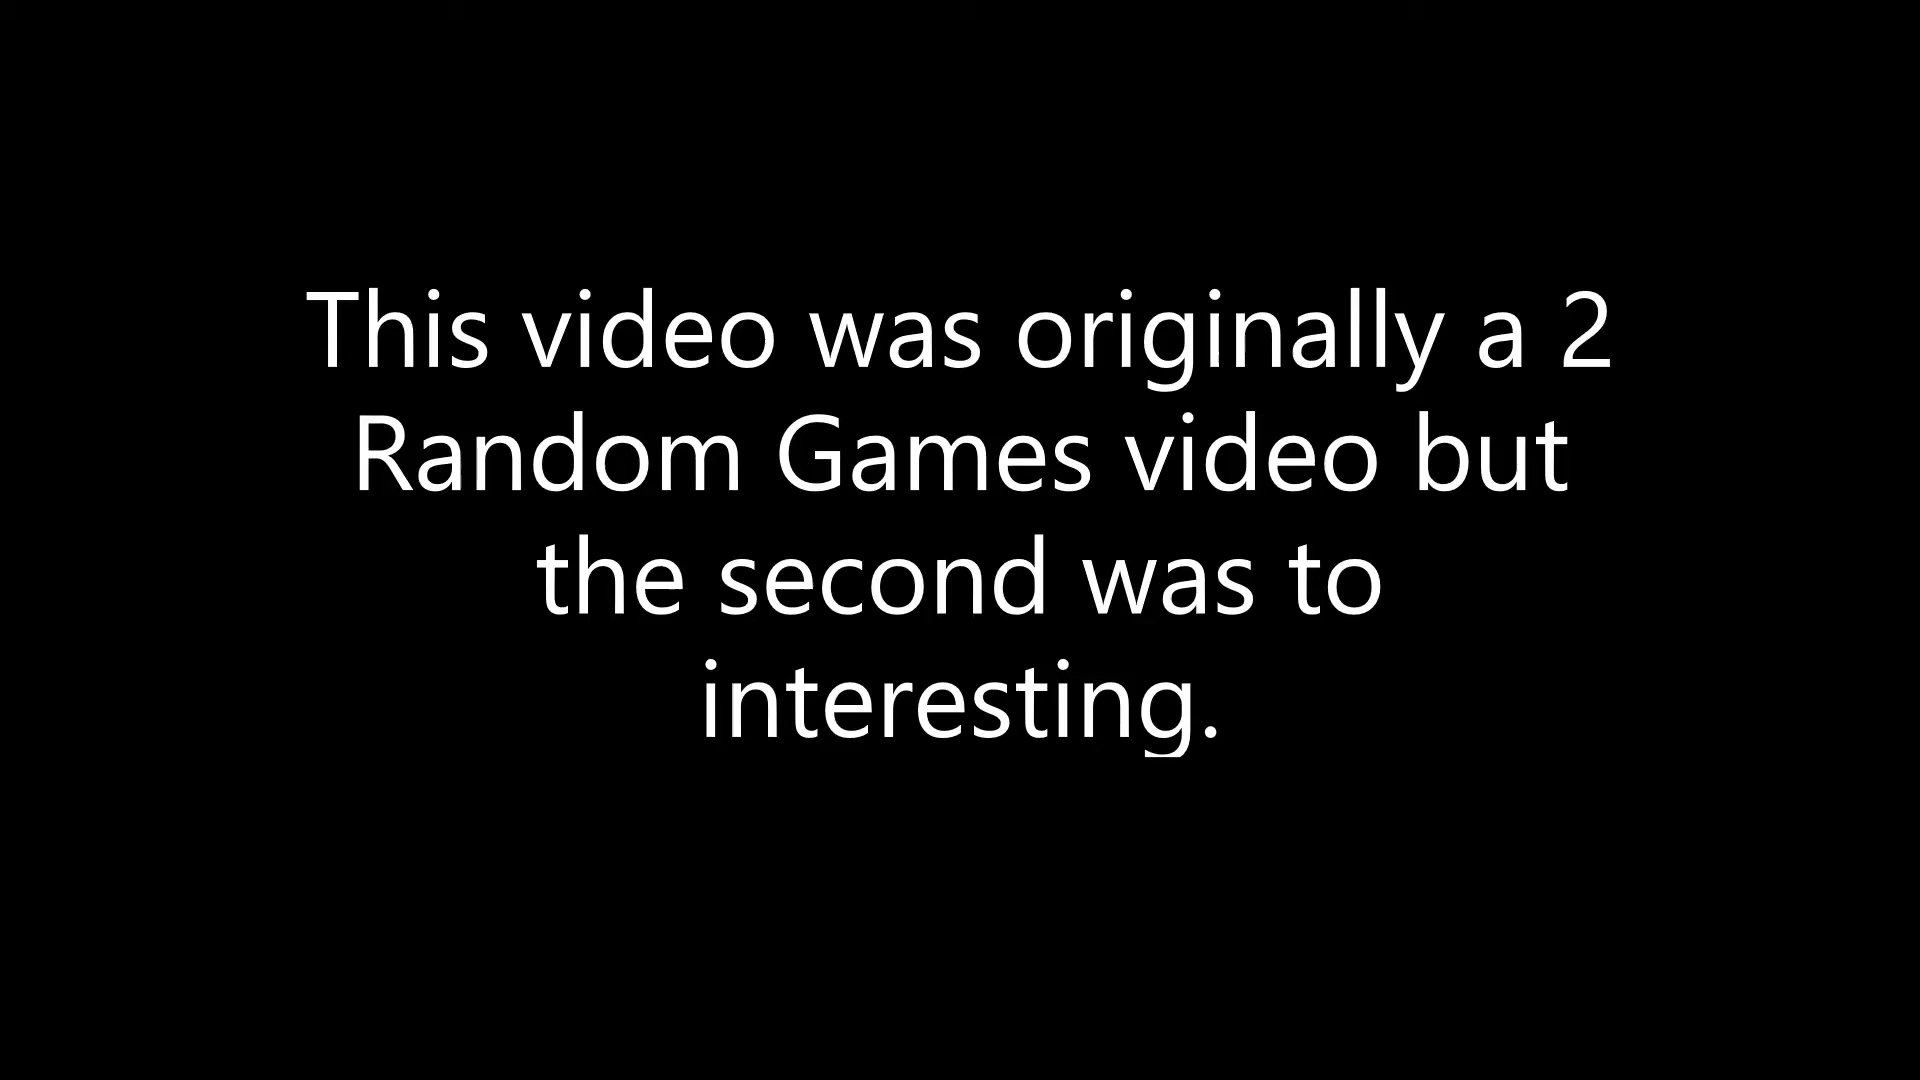 This video was originally a 2
Random Games video but
the second was to
interesting.